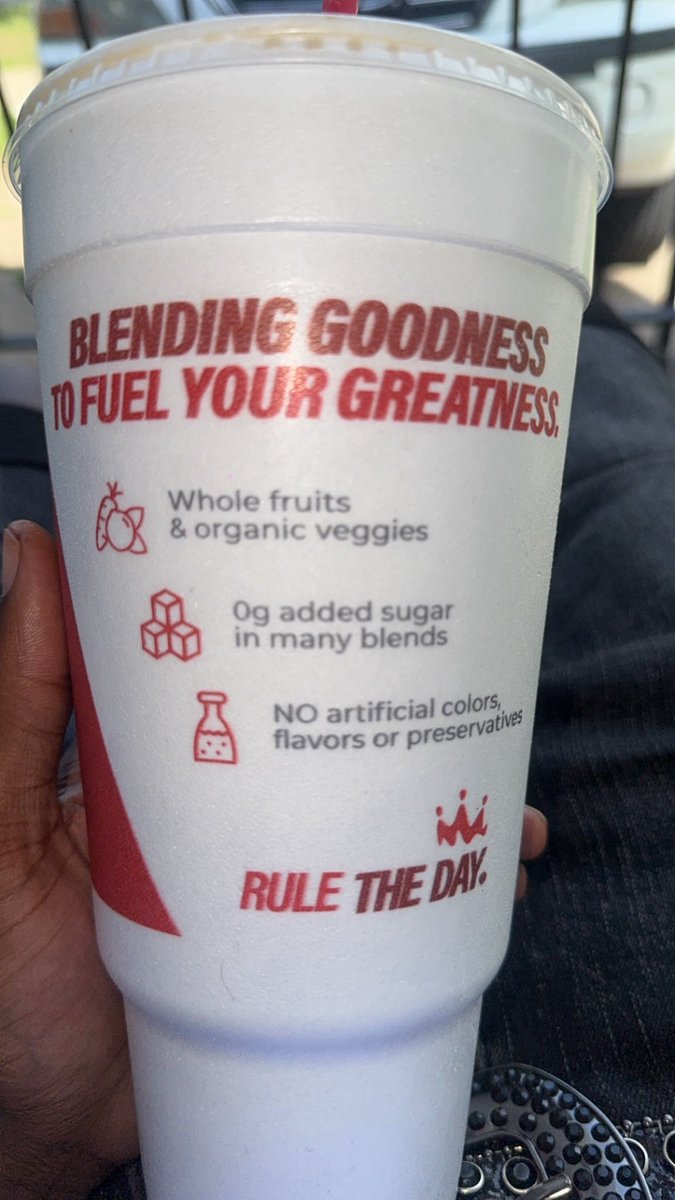 BLENDING GOODNESS
TO FUEL YOUR GREATNESS.
Whole fruits
& organic veggies
0g added sugar
in many blends
NO artificial colors,
flavors or preservatives
RULE THE DAY.